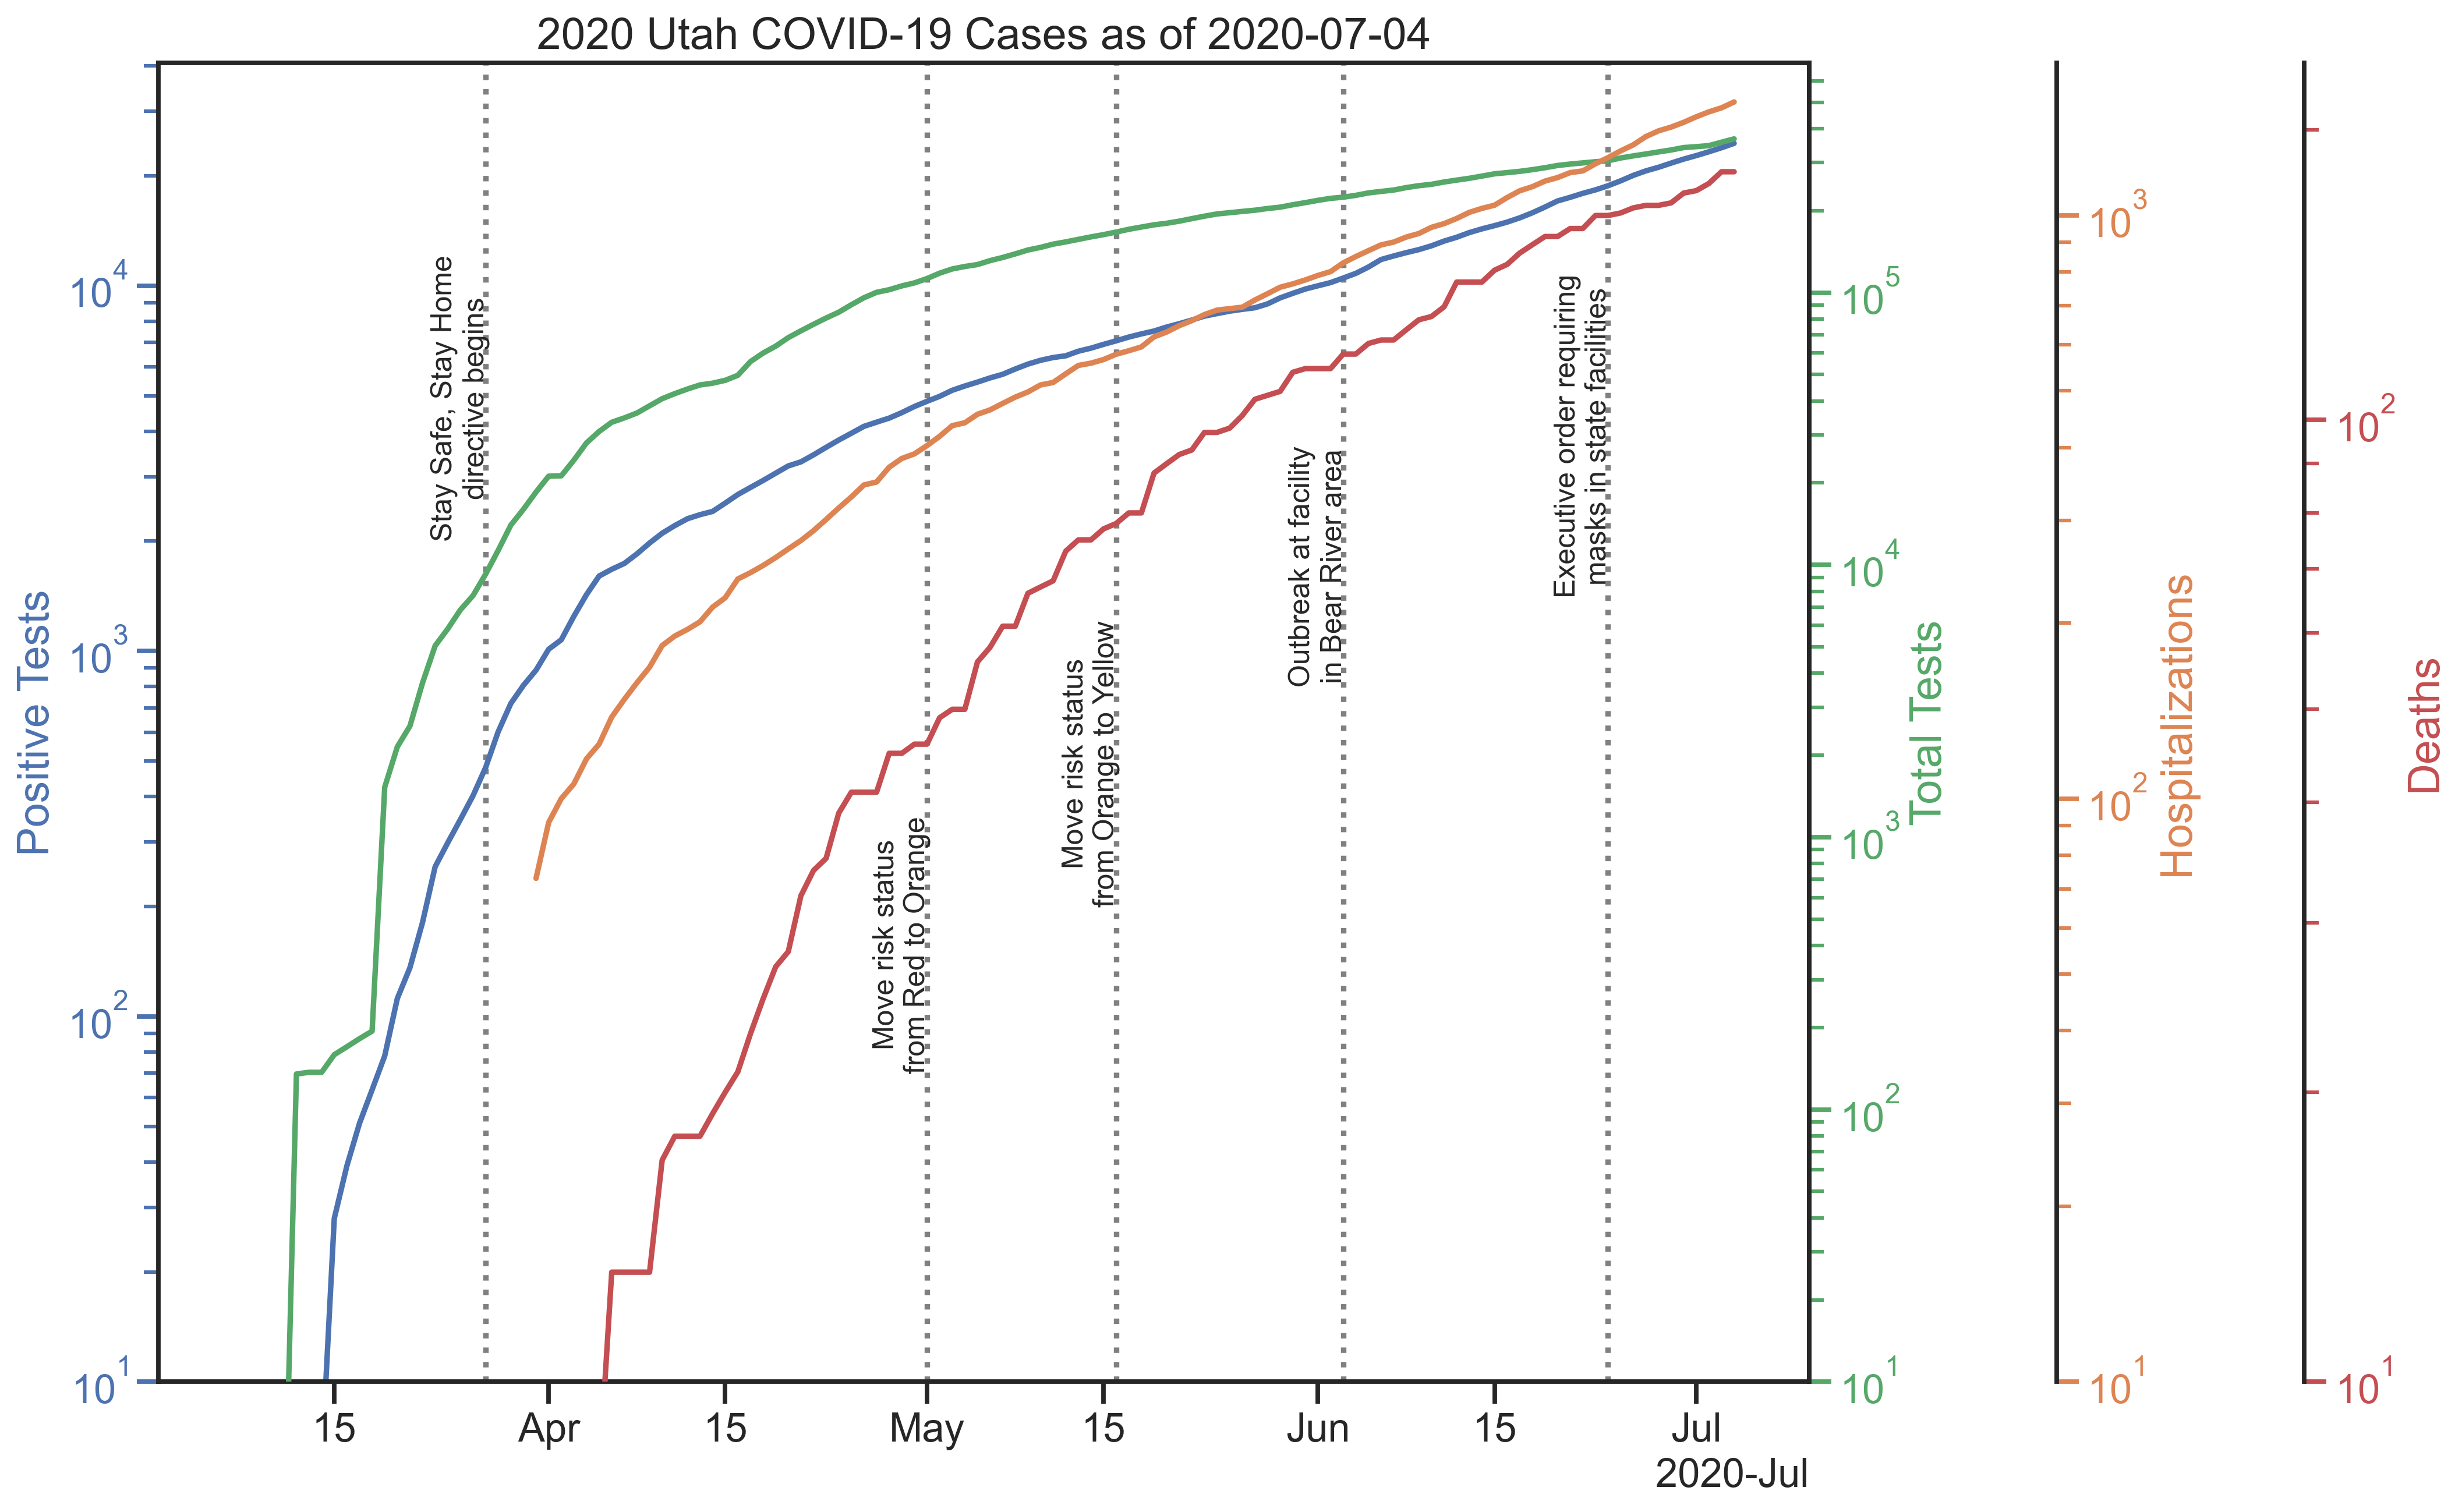 2020 Utah COVID-19 Cases as of 2020-07-04
Positive Tests
10^4
10^3
10^2
10^1
Stay Safe, Stay Home
directive begins
Move risk status
from Red to Orange
Move risk status
from Orange to Yellow
Outbreak at facility
in Bear River area
Executive order requiring
masks in state facilities
15
Apr
15
May
15
Jun
15
Jul
2020-Jul
10^5
10^4
10^3
10^2
10^1
Total Tests
10^3
10^2
10^1
Hospitalizations
10^2
10^1
Deaths